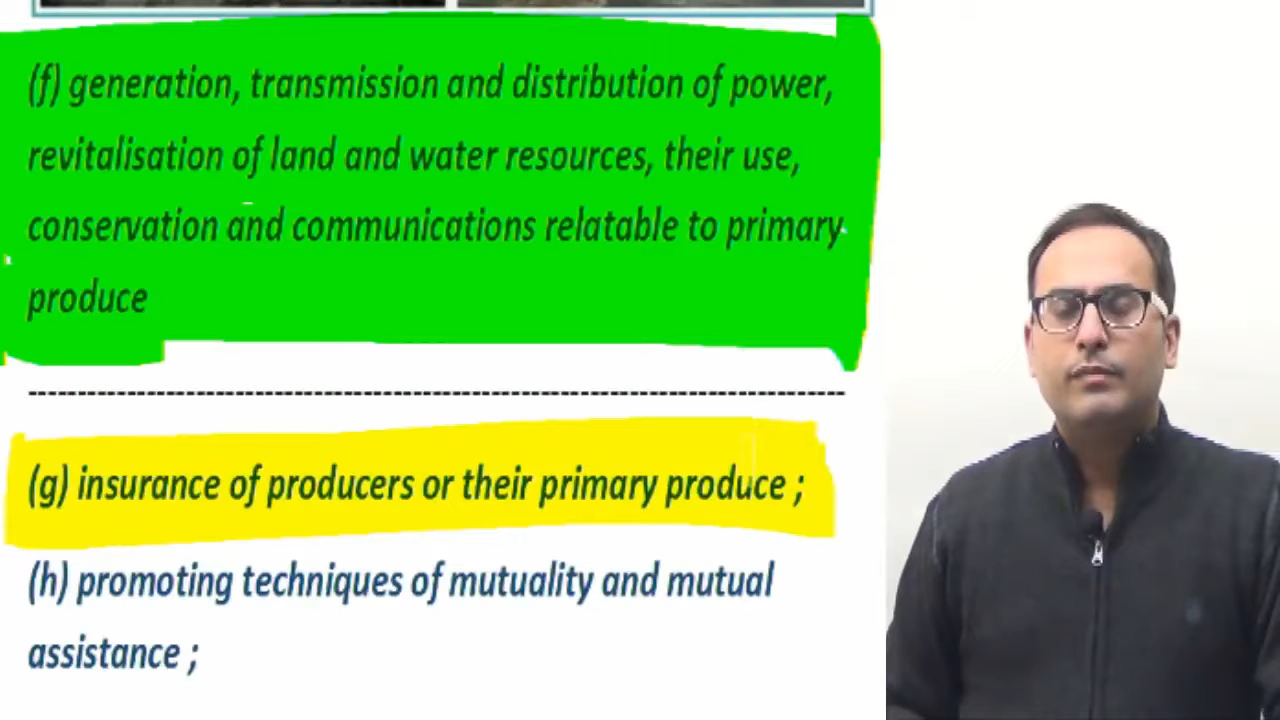 (f) generation, transmission and distribution of power,
revitalisation of land and water resources, their use,
conservation and communications relatable to primary
produce
(g) insurance of producers or their primary produce ;
(h) promoting techniques of mutuality and mutual
assistance ;